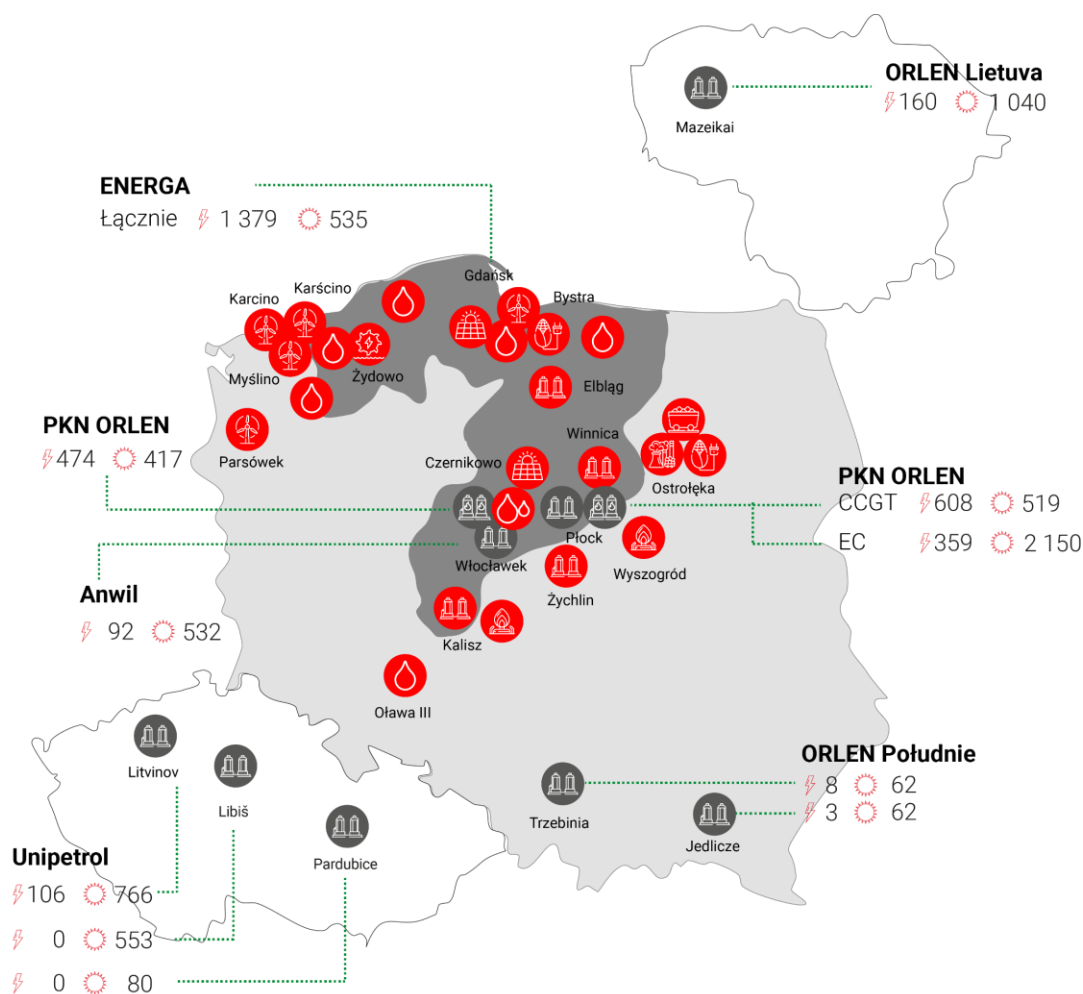 ORLEN Lietuva
160 1 040
Mazeikai
ENERGA
Łącznie 1 379 535
Gdańsk
Karścino
Karcino
Bystra
Myślino
Żydowo
Elbląg
PKN ORLEN
474 417
Parsówek
Winnica
Czernikowo
Ostrołęka
PKN ORLEN
CCGT 608 519
EC 359 2 150
Płock
Włocławek
Wyszogród
Żychlin
Anwil
92 532
Kalisz
Oława III
Litvinov
Libiš
Pardubice
ORLEN Południe
8 62
3 62
Trzebinia
Jedlicze
Unipetrol
106 766
0 553
0 80